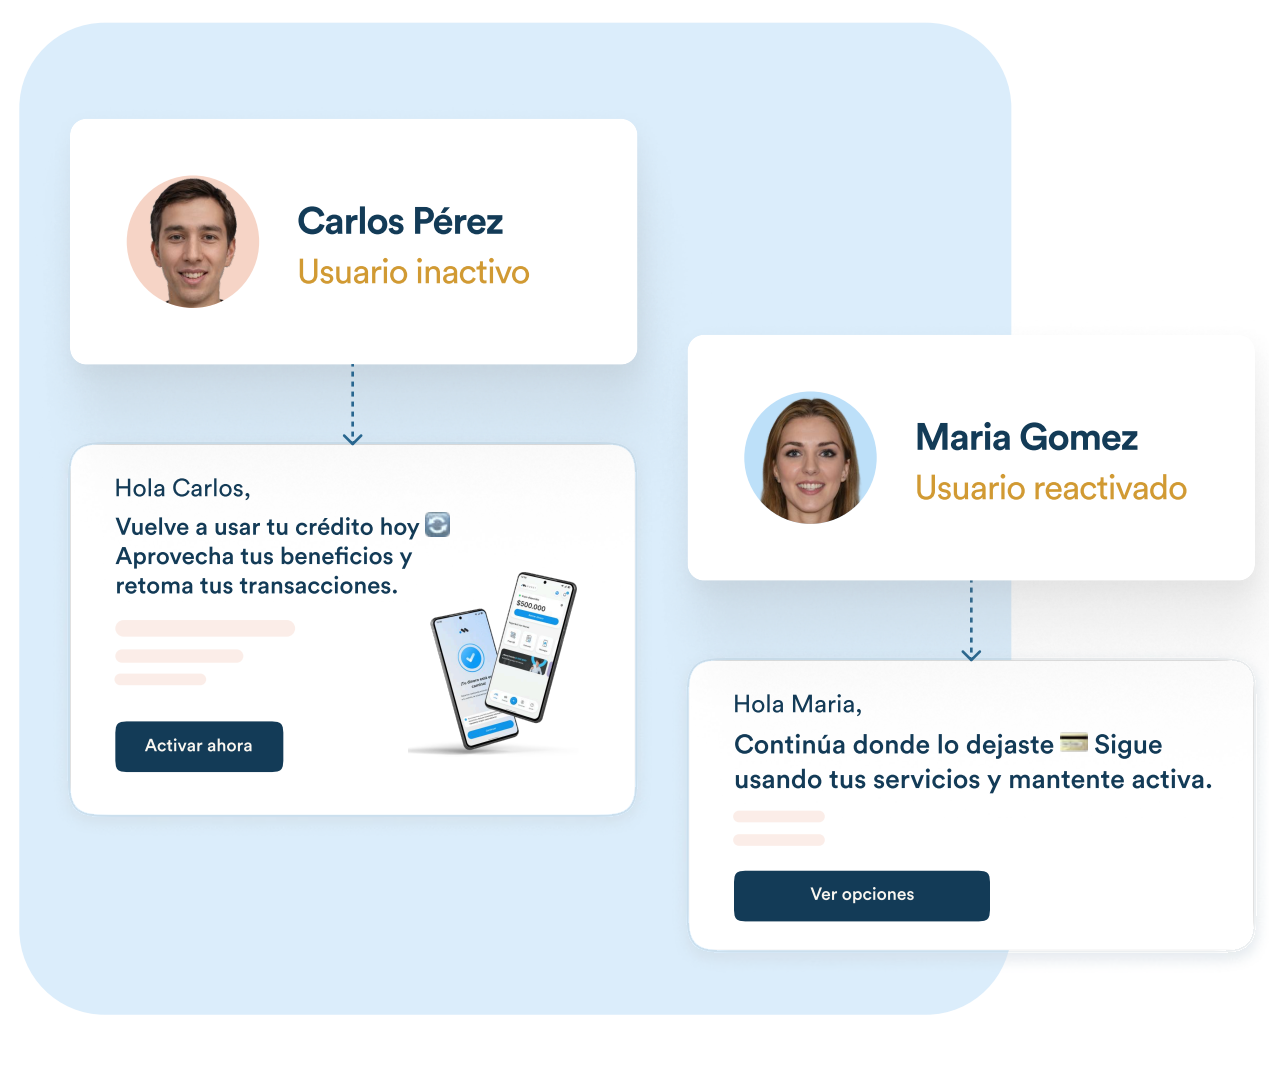 Carlos Pérez
Usuario inactivo
Hola Carlos,
Vuelve a usar tu crédito hoy
Aprovecha tus beneficios y
retoma tus transacciones.
$500.000
Activar ahora
Maria Gomez
Usuario reactivado
Hola Maria,
Continúa donde lo dejaste 💳 Sigue
usando tus servicios y mantente activa.
Ver opciones